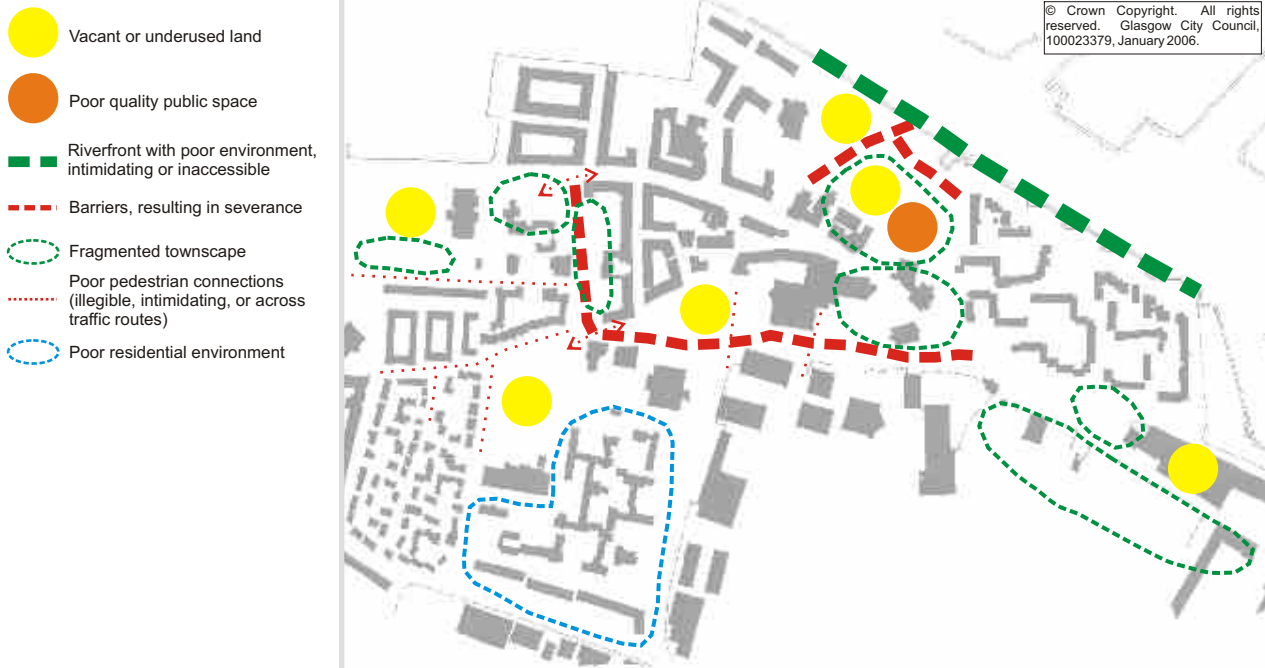 Vacant or underused land
Poor quality public space
Riverfront with poor environment,
intimidating or inaccessible
Barriers, resulting in severance
Fragmented townscape
Poor pedestrian connections
(illegible, intimidating, or across
traffic routes)
Poor residential environment
© Crown Copyright. All rights
reserved. Glasgow City Council,
100023379, January 2006.